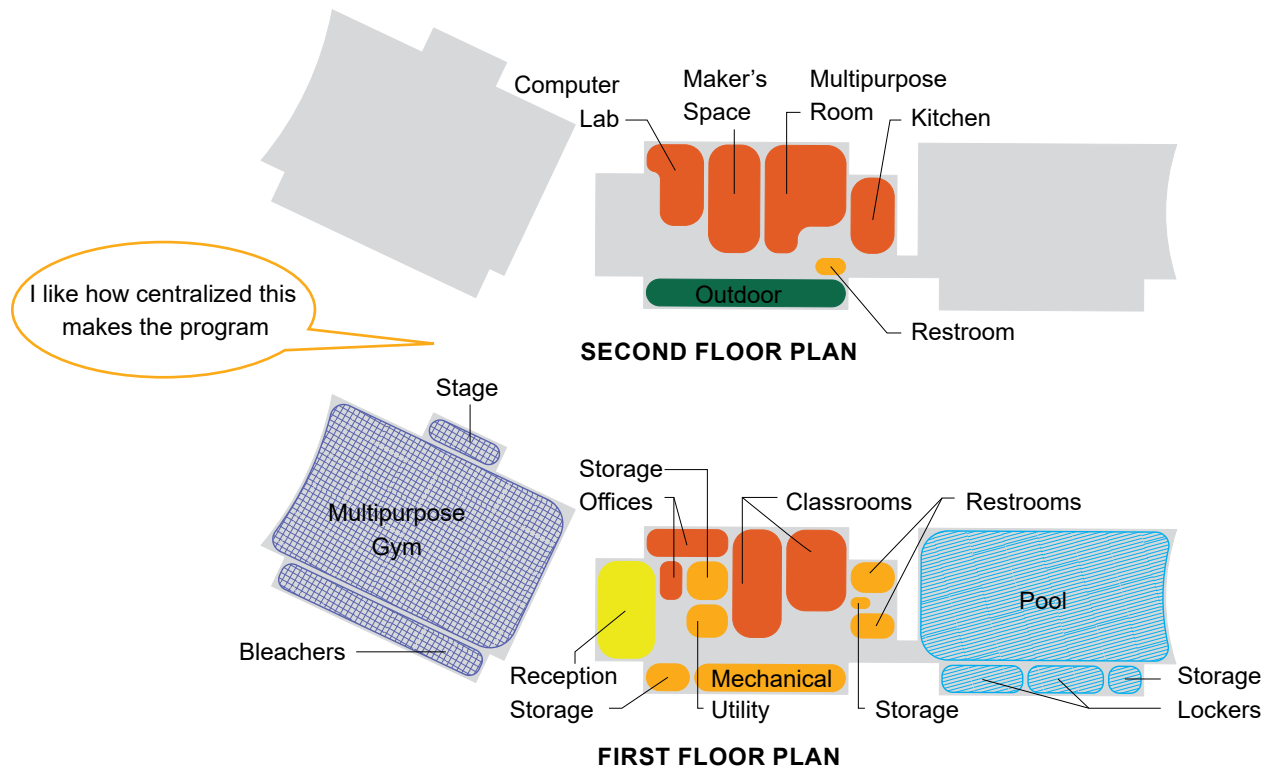 Computer
Lab
Maker’s
Space
Multipurpose
Room
Kitchen
Outdoor
Restroom
SECOND FLOOR PLAN
I like how centralized this
makes the program
Stage
Multipurpose
Gym
Bleachers
Storage
Offices
Classrooms
Restrooms
Pool
Reception
Storage
Mechanical
Utility
Storage
Storage
Lockers
FIRST FLOOR PLAN